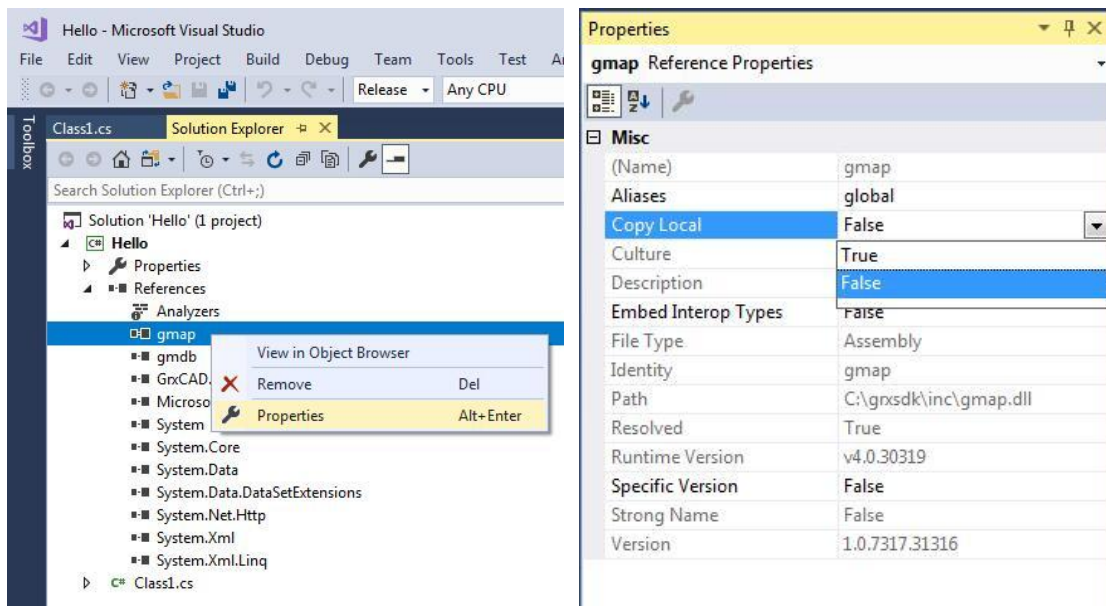 Hello - Microsoft Visual Studio
File Edit View Project Build Debug Team Tools Test
Release Any CPU
Toolbox
Class1.cs Solution Explorer
Search Solution Explorer (Ctrl+;)
Solution 'Hello' (1 project)
C# Hello
Properties
References
Analyzers
gmap
gmdb
GrxCAD.
Microso
System
System.Core
System.Data
System.Data.DataSetExtensions
System.Net.Http
System.Xml
System.Xml.Linq
C# Class1.cs
View in Object Browser
Remove Del
Properties Alt+Enter
Properties
gmap Reference Properties
Misc
(Name) gmap
Aliases global
Copy Local False
Culture True
Description False
Embed Interop Types False
File Type Assembly
Identity gmap
Path C:\grxsdk\inc\gmap.dll
Resolved True
Runtime Version v4.0.30319
Specific Version False
Strong Name False
Version 1.0.7317.31316